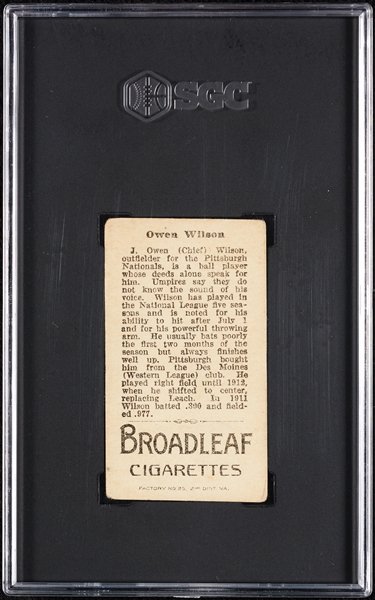 SGC
Owen Wilson
J. Owen (Chief) Wilson,
outfielder for the Pittsburgh
Nationals, is a ball player
whose deeds alone speak for
him. Umpires say they do
not know the sound of his
voice. Wilson has played in
the National League five sea-
sons and is noted for his
ability to hit after July 1
and for his powerful throwing
arm. He usually bats poorly
the first two months of the
season but always finishes
well up. Pittsburgh bought
him from the Des Moines
(Western League) club. He
played right field until 1912,
when he shifted to center,
replacing Leach. In 1911
Wilson batted .300 and field-
ed .977.
BROADLEAF
CIGARETTES
FACTORY NO. 25, 2ND DIST. VA.